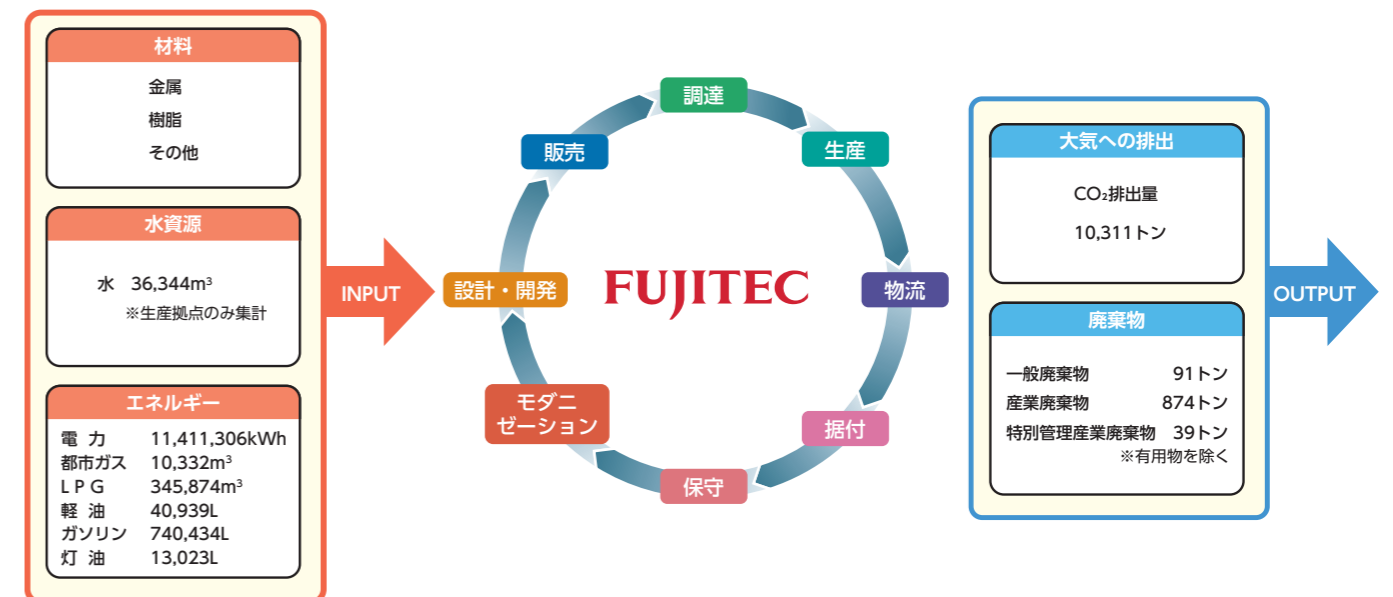 材料
金属
樹脂
その他
水資源
水 36,344m³
※生産拠点のみ集計
エネルギー
電 力 11,411,306kWh
都市ガス 10,332m³
L P G 345,874m³
軽 油 40,939L
ガソリン 740,434L
灯 油 13,023L
INPUT
調達
生産
物流
据付
保守
モダニ
ゼーション
設計・開発
販売
FUJITEC
大気への排出
CO₂排出量
10,311トン
廃棄物
一般廃棄物 91トン
産業廃棄物 874トン
特別管理産業廃棄物 39トン
※有用物を除く
OUTPUT